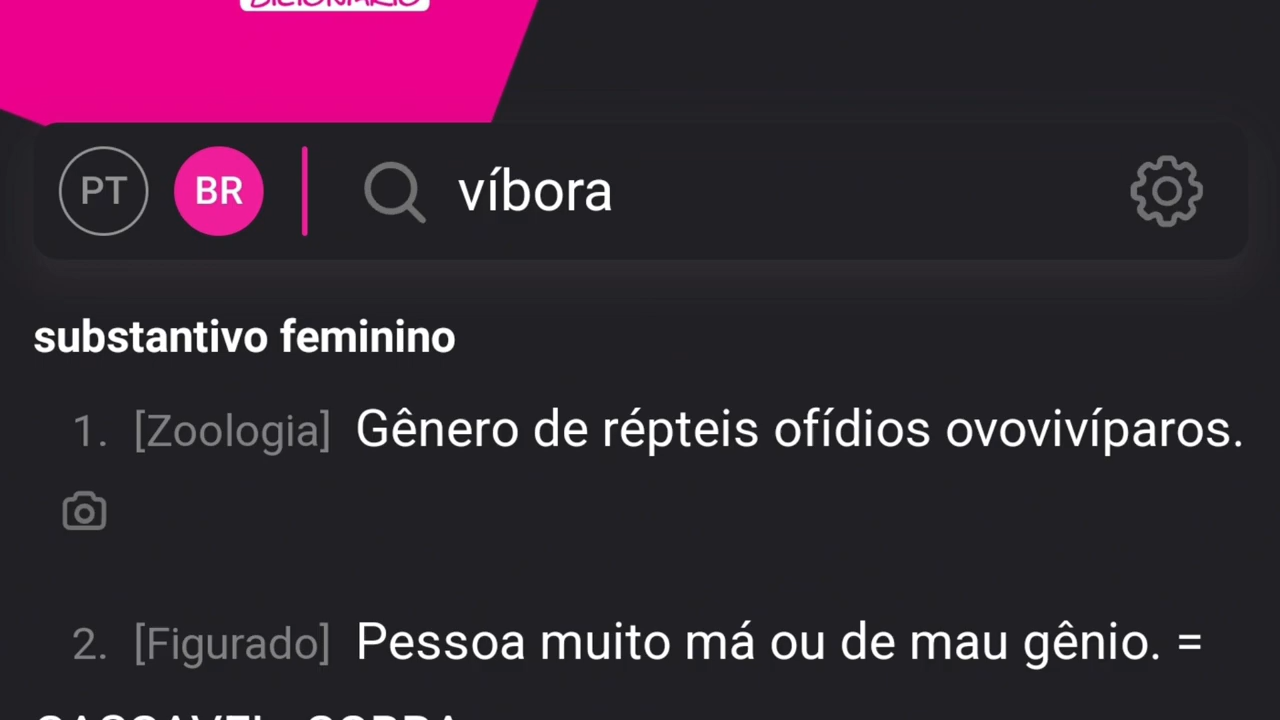 PT BR víbora
substantivo feminino
1. [Zoologia] Gênero de répteis ofídios ovovivíparos.
2. [Figurado] Pessoa muito má ou de mau gênio. =